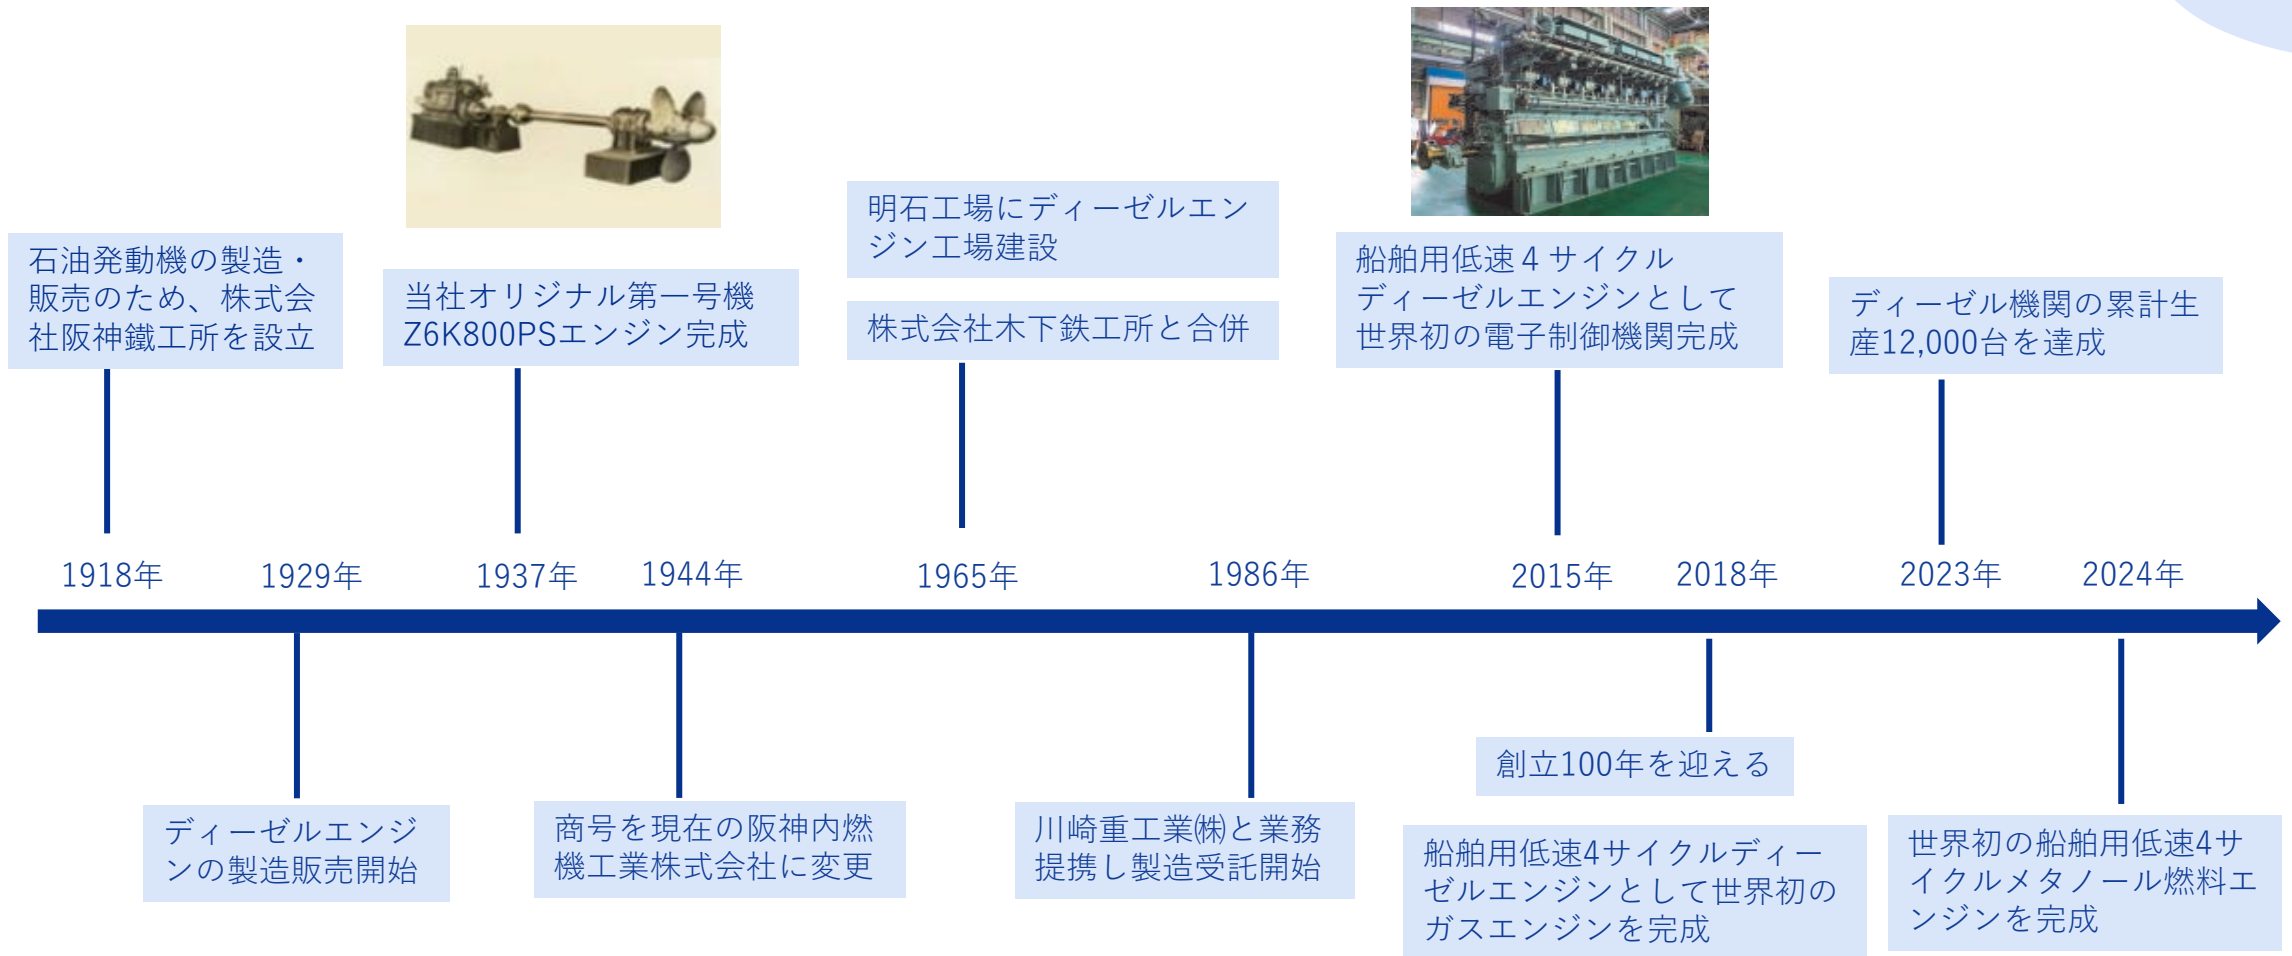 石油発動機の製造・
販売のため、株式会
社阪神鐵工所を設立
当社オリジナル第一号機
Z6K800PSエンジン完成
明石工場にディーゼルエン
ジン工場建設
株式会社木下鉄工所と合併
船舶用低速４サイクル
ディーゼルエンジンとして
世界初の電子制御機関完成
ディーゼル機関の累計生
産12,000台を達成
1918年
1929年
1937年
1944年
1965年
1986年
2015年
2018年
2023年
2024年
ディーゼルエンジ
ンの製造販売開始
商号を現在の阪神内燃
機工業株式会社に変更
川崎重工業㈱と業務
提携し製造受託開始
創立100年を迎える
船舶用低速4サイクルディー
ゼルエンジンとして世界初の
ガスエンジンを完成
世界初の船舶用低速4サ
イクルメタノール燃料エ
ンジンを完成